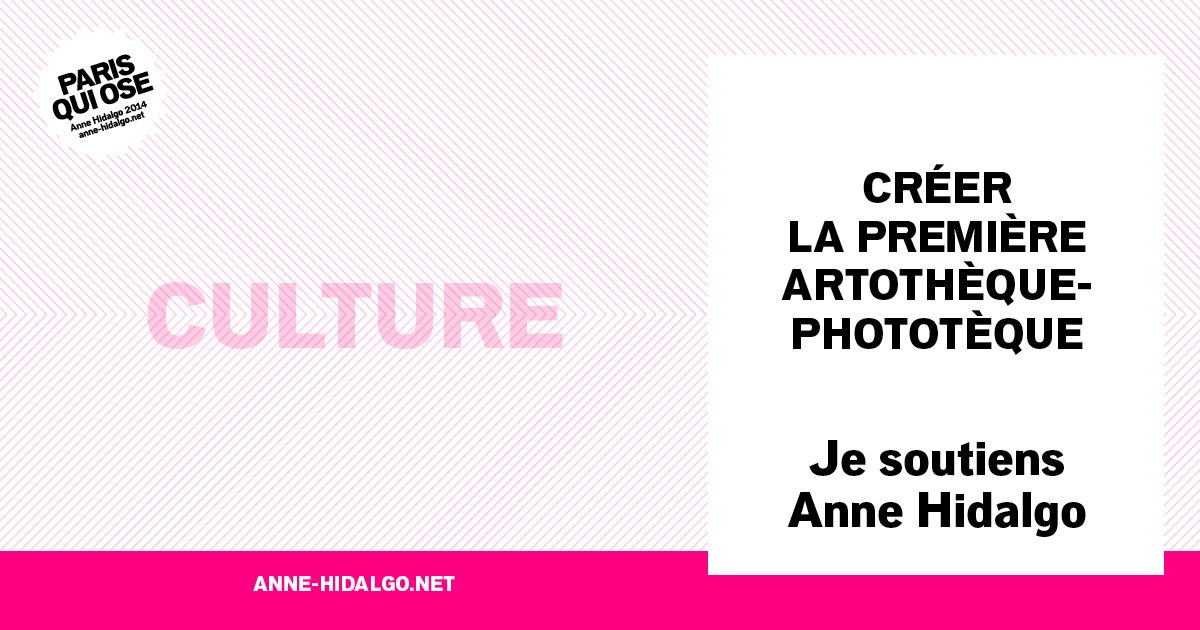 PARIS
QUI OSE
Anne Hidalgo 2014
anne-hidalgo.net
CULTURE
CRÉER
LA PREMIÈRE
ARTOTHÈQUE-
PHOTOTÈQUE
Je soutiens
Anne Hidalgo
ANNE-HIDALGO.NET